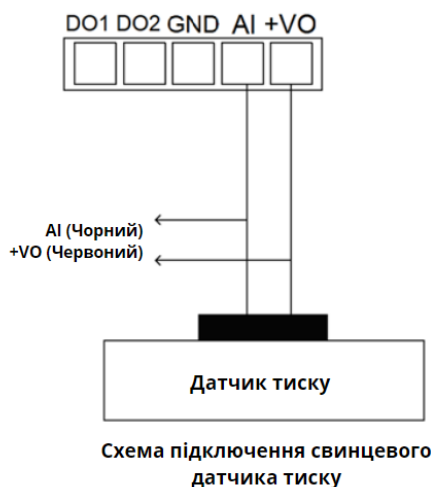 DO1 DO2 GND AI +VO
AI (Чорний)
+VO (Червоний)
Датчик тиску
Схема підключення свинцевого
датчика тиску